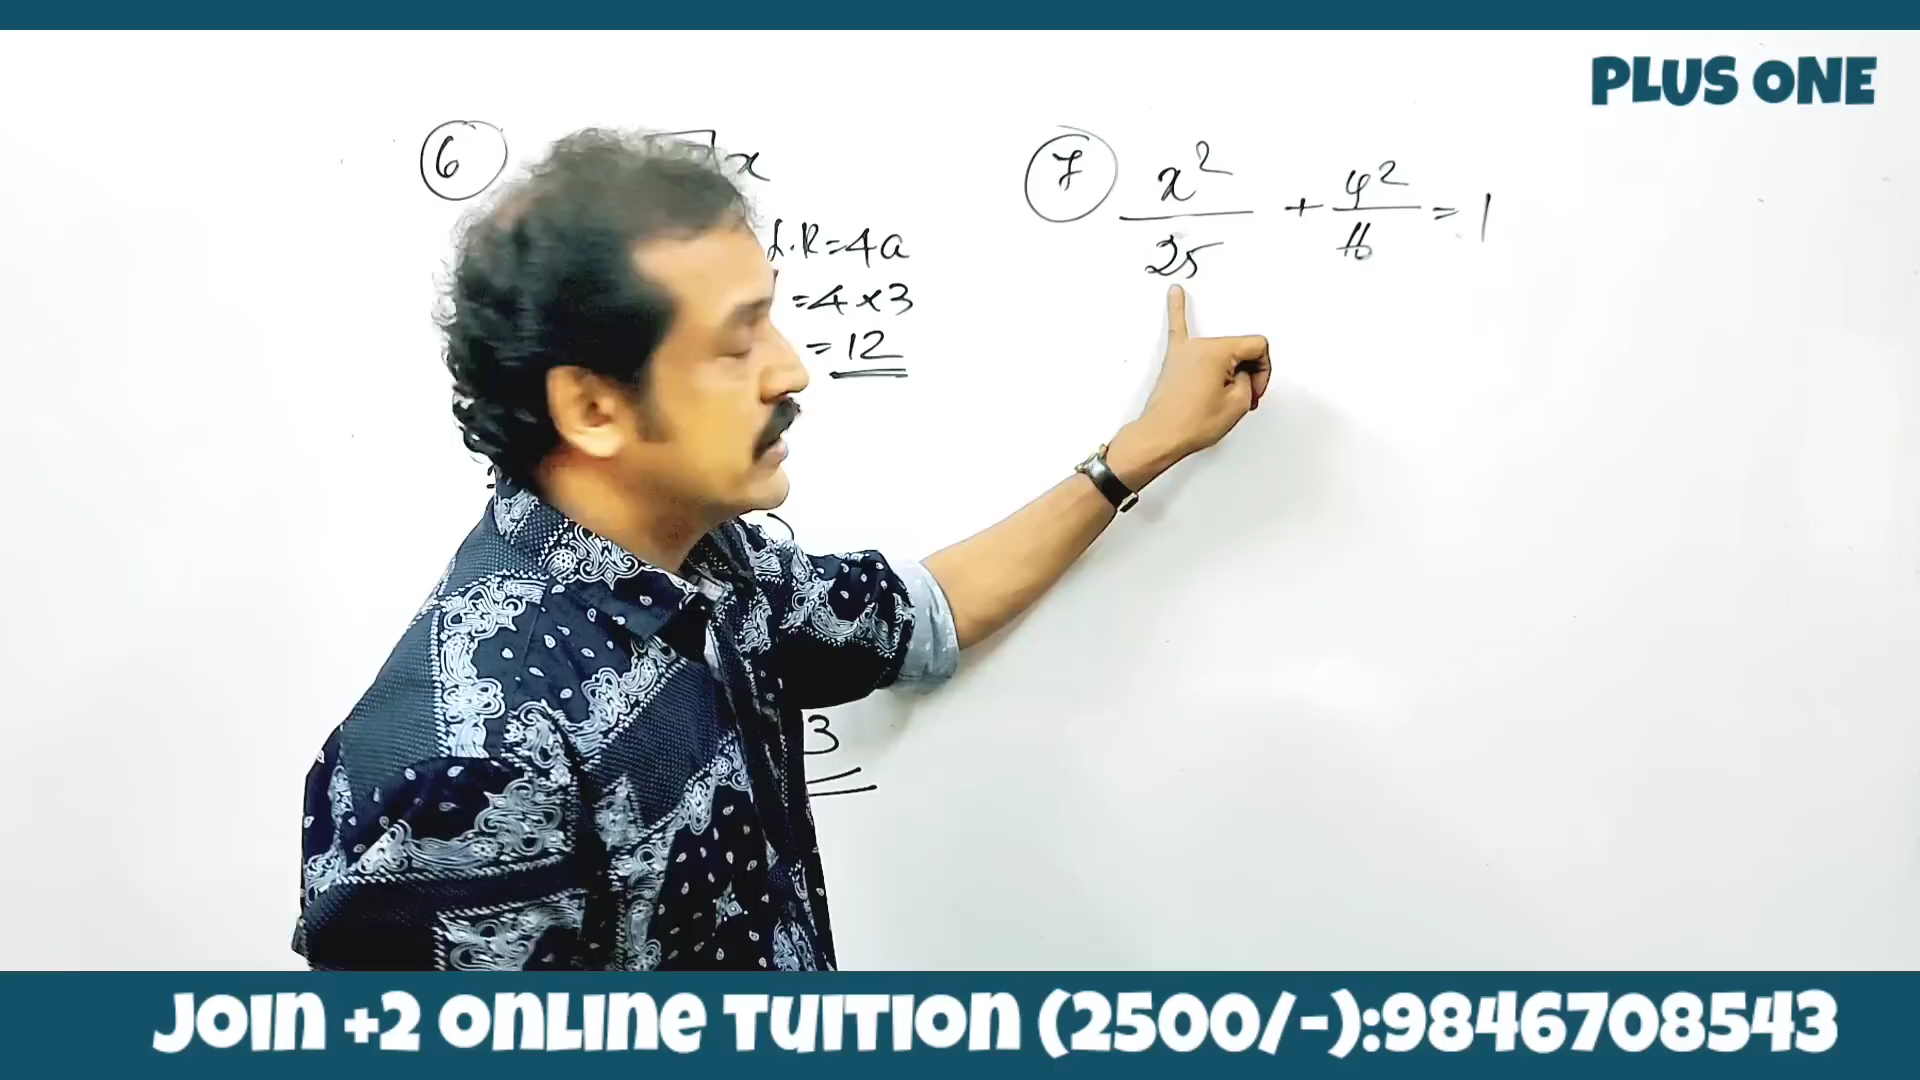 PLUS ONE
6
x
L.R=4a
=4×3
=12
3
7 x²/25 + y²/16 = 1
JOIN +2 ONLINE TUITION (2500/-):9846708543